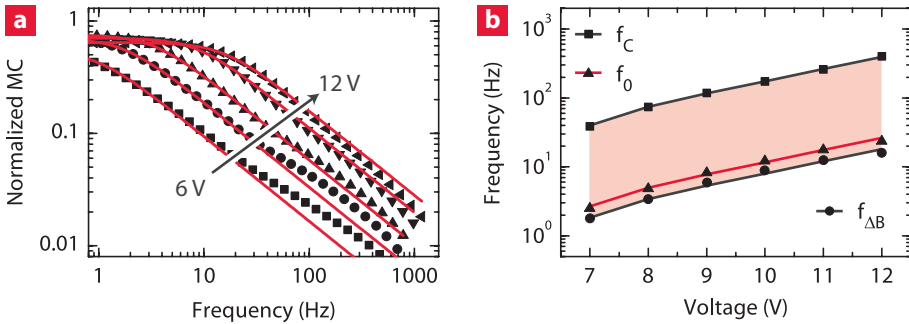 a
Normalized MC
1
0.1
0.01
12 V
6 V
1
10
100
1000
Frequency (Hz)
b
Frequency (Hz)
10³
10²
10¹
10⁰
f_C
f_0
f_ΔB
7
8
9
10
11
12
Voltage (V)